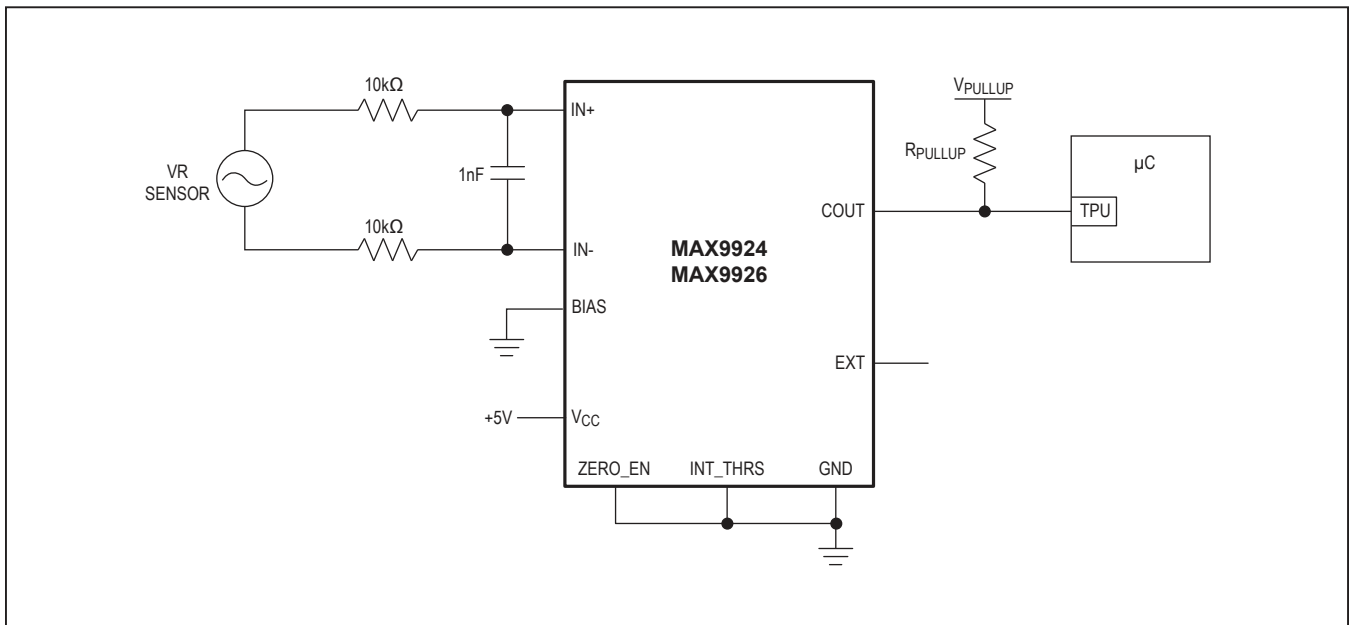 10kΩ
IN+
VR
SENSOR
1nF
10kΩ
IN-
BIAS
+5V
VCC
MAX9924
MAX9926
ZERO_EN
INT_THRS
GND
COUT
EXT
VPULLUP
RPULLUP
µC
TPU